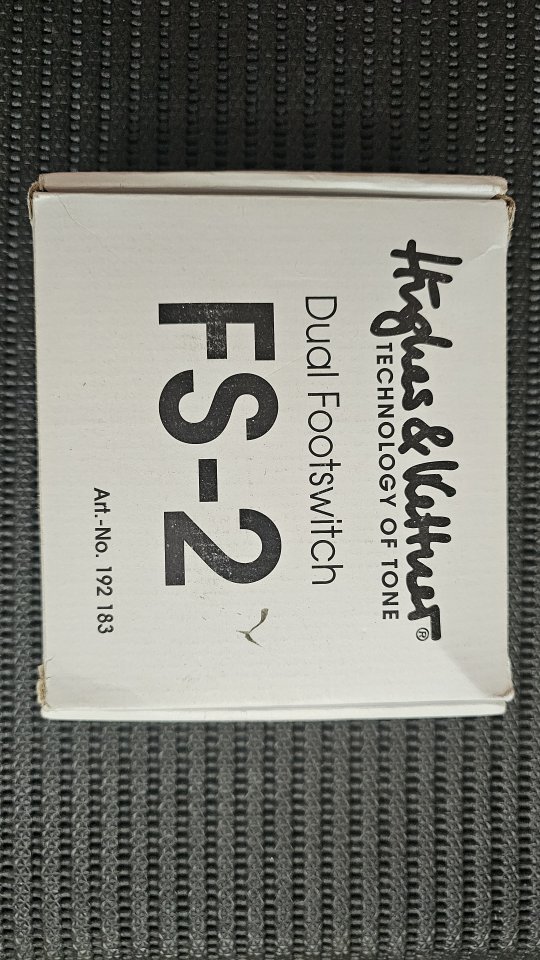 Hughes & Kettner®
TECHNOLOGY OF TONE
Dual Footswitch
FS-2
Art.-No. 192 183